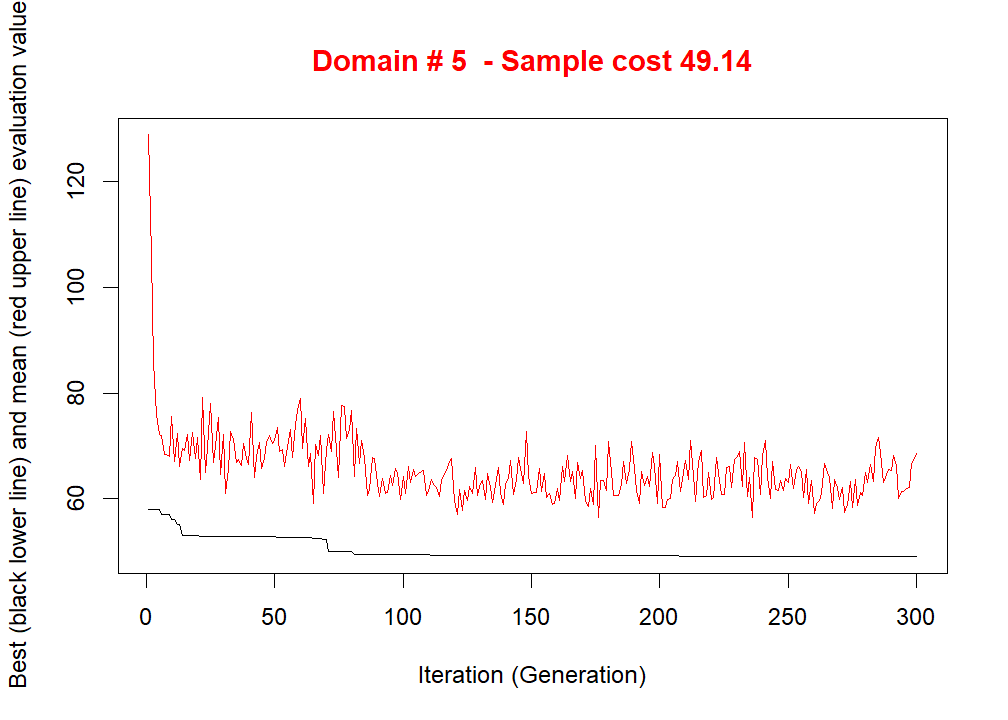 Domain # 5  - Sample cost 49.14
Best (black lower line) and mean (red upper line) evaluation value
120
100
80
60
0 50 100 150 200 250 300
Iteration (Generation)